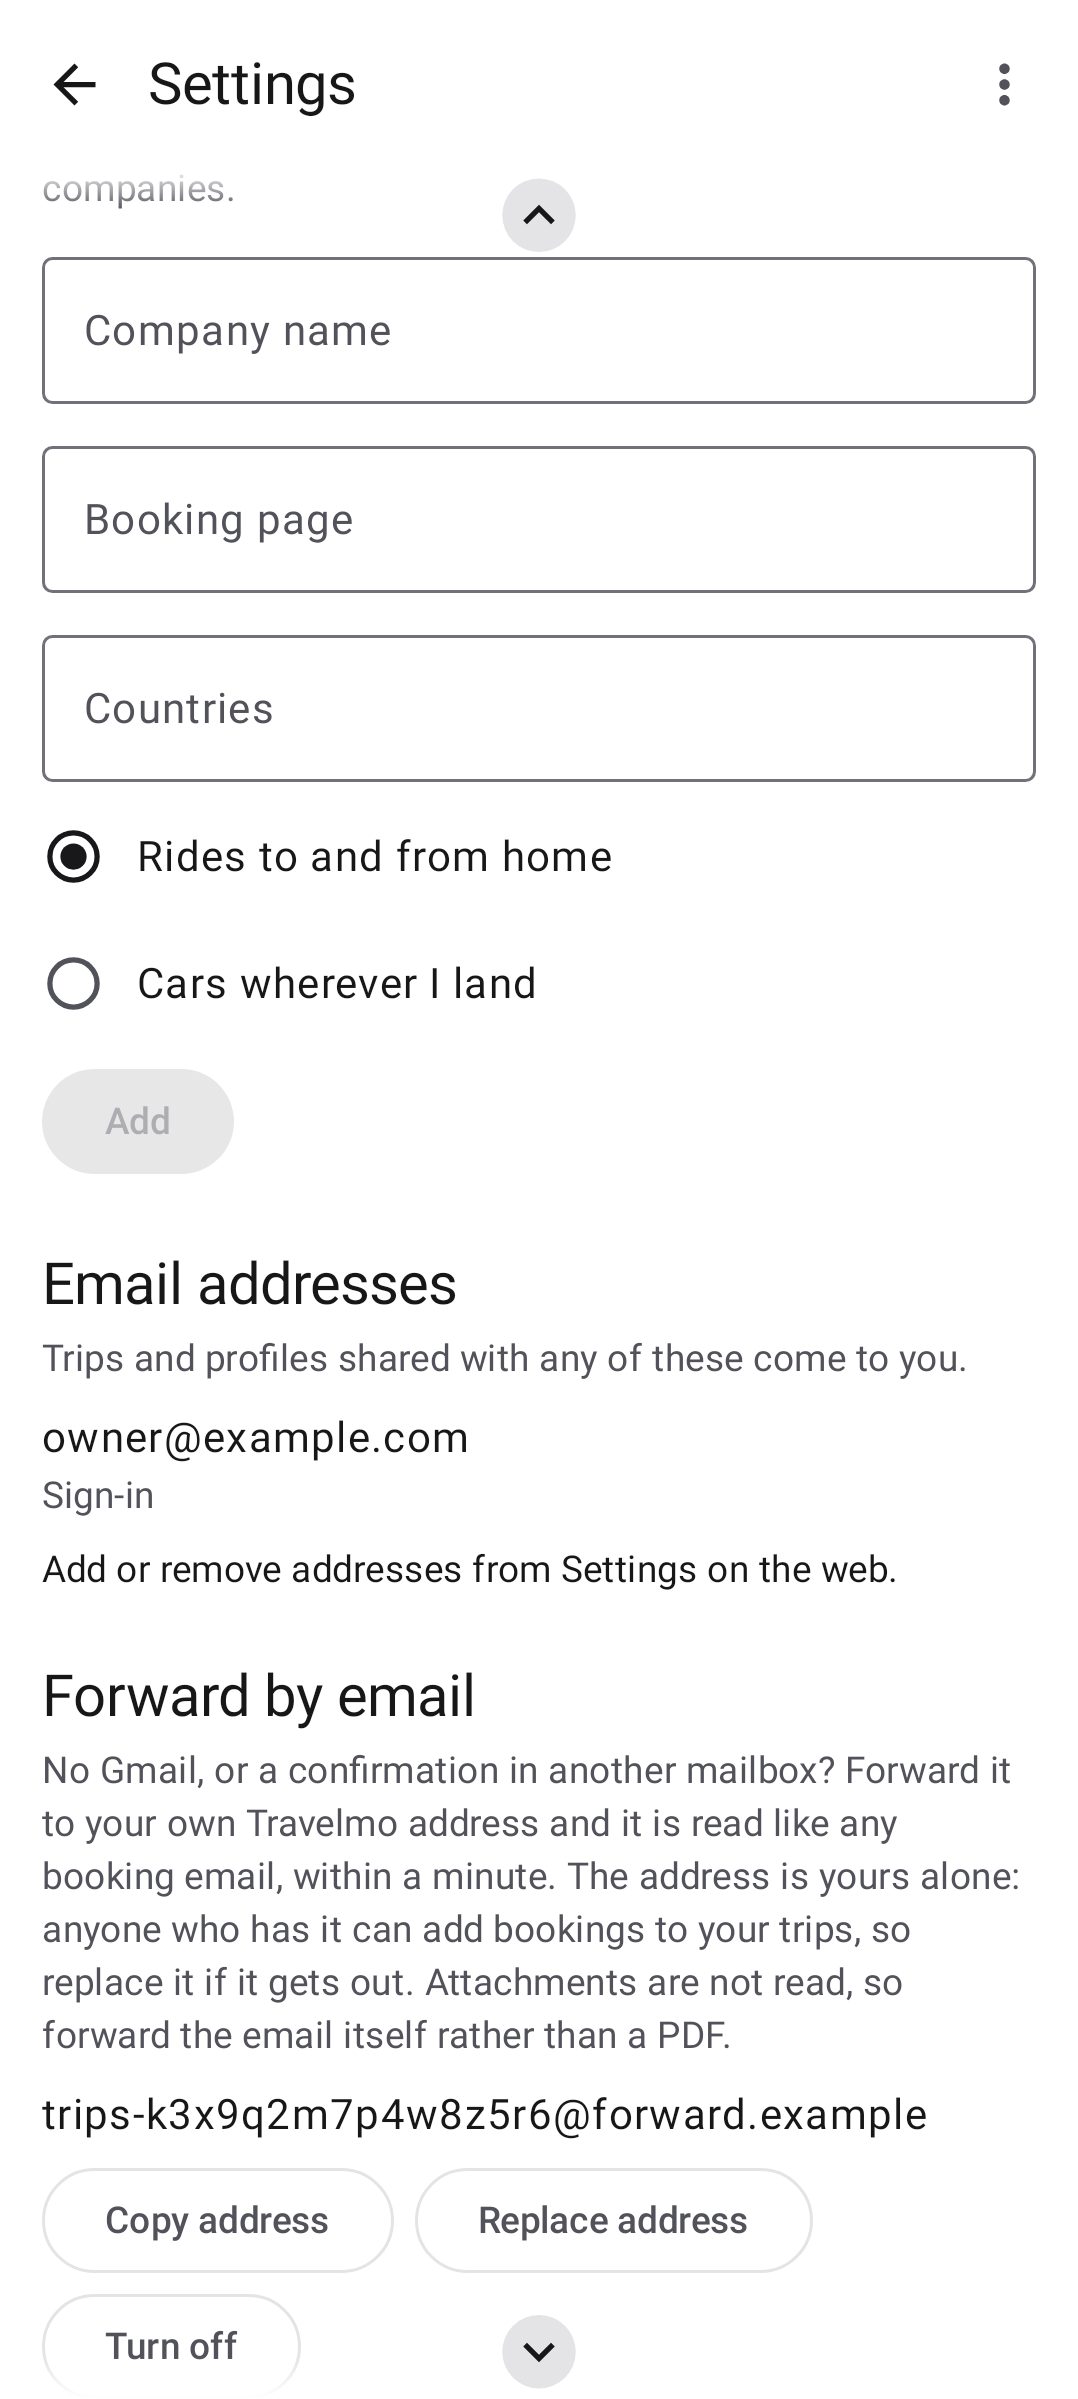 Settings
companies.
Company name
Booking page
Countries
Rides to and from home
Cars wherever I land
Add
Email addresses
Trips and profiles shared with any of these come to you.
owner@example.com
Sign-in
Add or remove addresses from Settings on the web.
Forward by email
No Gmail, or a confirmation in another mailbox? Forward it
to your own Travelmo address and it is read like any
booking email, within a minute. The address is yours alone:
anyone who has it can add bookings to your trips, so
replace it if it gets out. Attachments are not read, so
forward the email itself rather than a PDF.
trips-k3x9q2m7p4w8z5r6@forward.example
Copy address
Replace address
Turn off